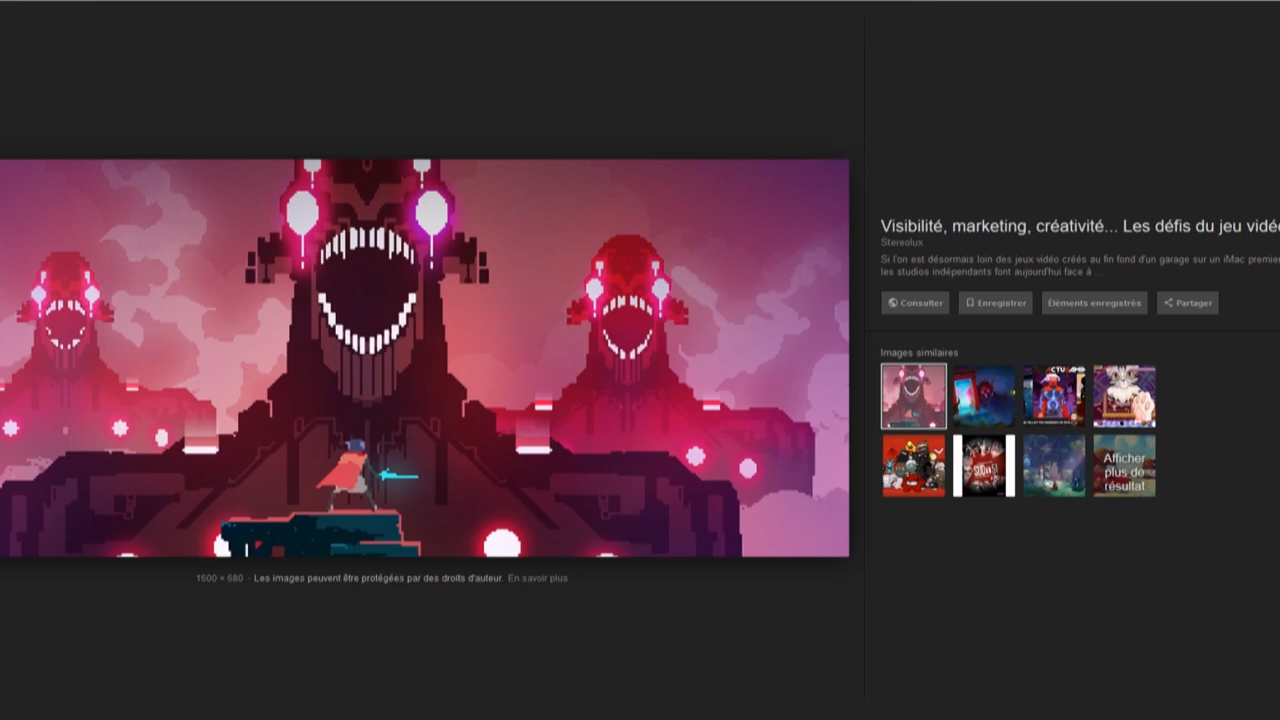 Visibilité, marketing, créativité... Les défis du jeu vidé
Stereolux
Si l'on est désormais loin des jeux vidéo créés au fin fond d'un garage sur un iMac premier
les studios indépendants font aujourd'hui face à ...
Consulter
Enregistrer
Éléments enregistrés
Partager
Images similaires
Afficher
plus de
résultat
1600 × 680 - Les images peuvent être protégées par des droits d'auteur. En savoir plus